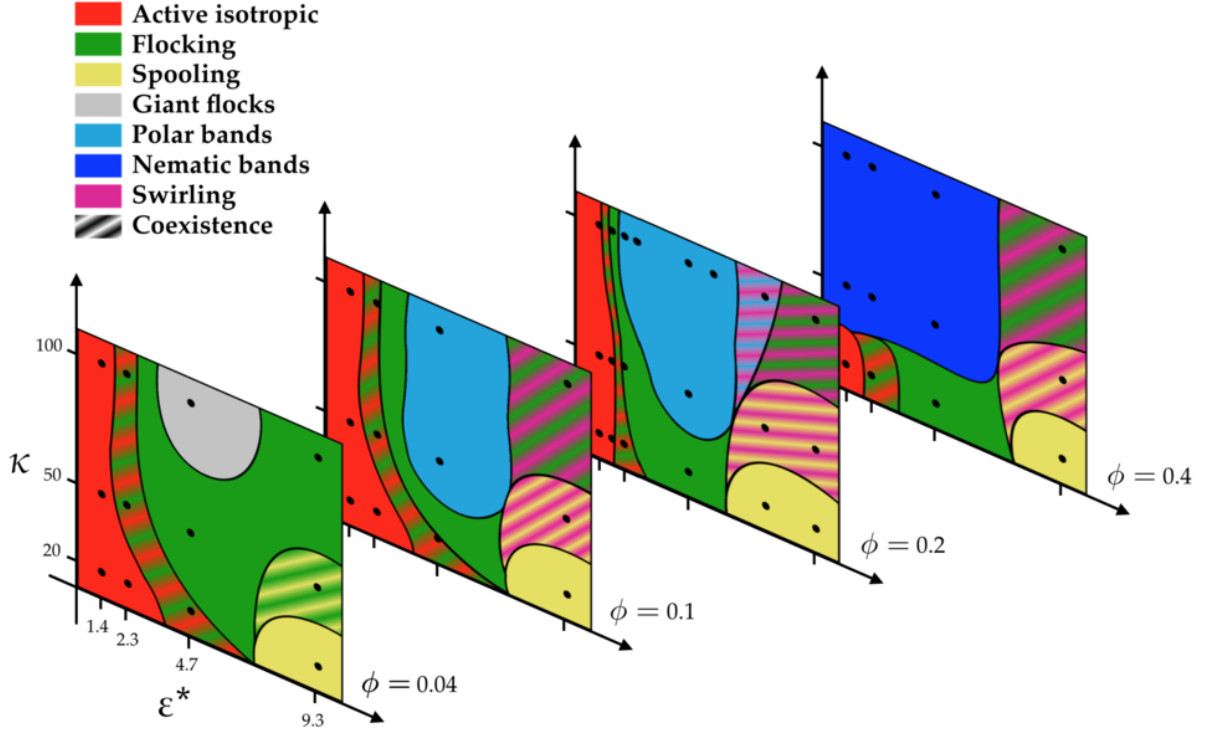 Active isotropic
Flocking
Spooling
Giant flocks
Polar bands
Nematic bands
Swirling
Coexistence
κ
100
50
20
1.4
2.3
4.7
9.3
ε*
ϕ = 0.04
ϕ = 0.1
ϕ = 0.2
ϕ = 0.4